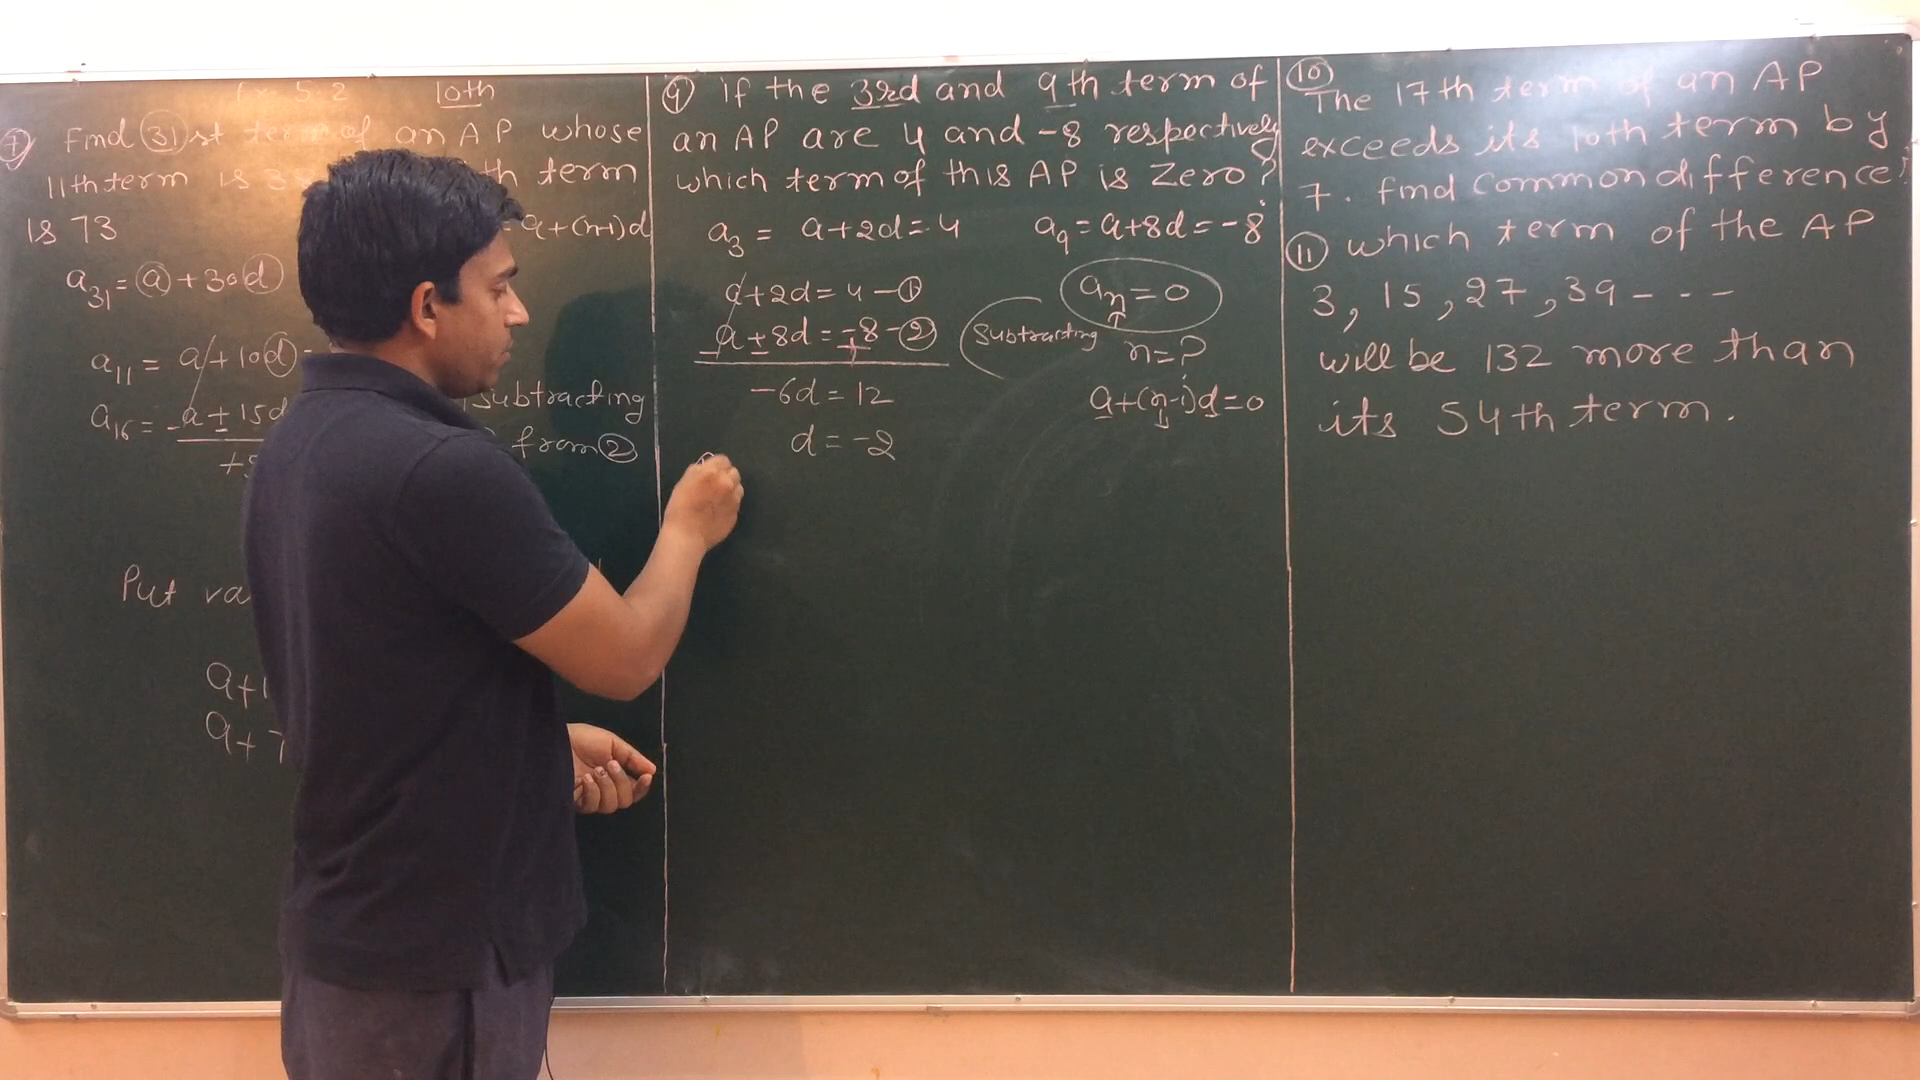 5.2 10th
7 Find 31st term of an AP whose
11th term is 3 th term
is 73
= a+(n-1)d
a31 = a + 30d
a11 = a + 10d =
a16 = -a ± 15d
subtracting
from 2
Put va
a+1
a+7
9 if the 3rd and 9th term of
an AP are 4 and -8 respectively
which term of this AP is Zero?
a3 = a+2d=4 a9 = a+8d = -8
a+2d=4-①
a±8d=-8-②
Subtracting
-6d = 12
d = -2
an=0
n=?
a+(n-1)d=0
10 The 17th term of an AP
exceeds its 10th term by
7. find Common difference.
11 which term of the AP
3, 15, 27, 39 - - -
will be 132 more than
its 54th term.